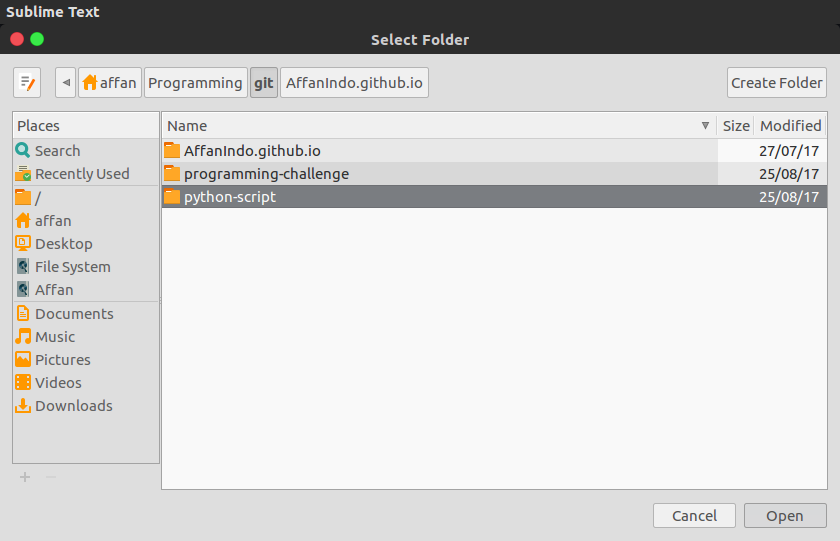 Sublime Text
Select Folder
affan Programming git AffanIndo.github.io Create Folder
Places
Search
Recently Used
/
affan
Desktop
File System
Affan
Documents
Music
Pictures
Videos
Downloads
Name Size Modified
AffanIndo.github.io 27/07/17
programming-challenge 25/08/17
python-script 25/08/17
Cancel Open